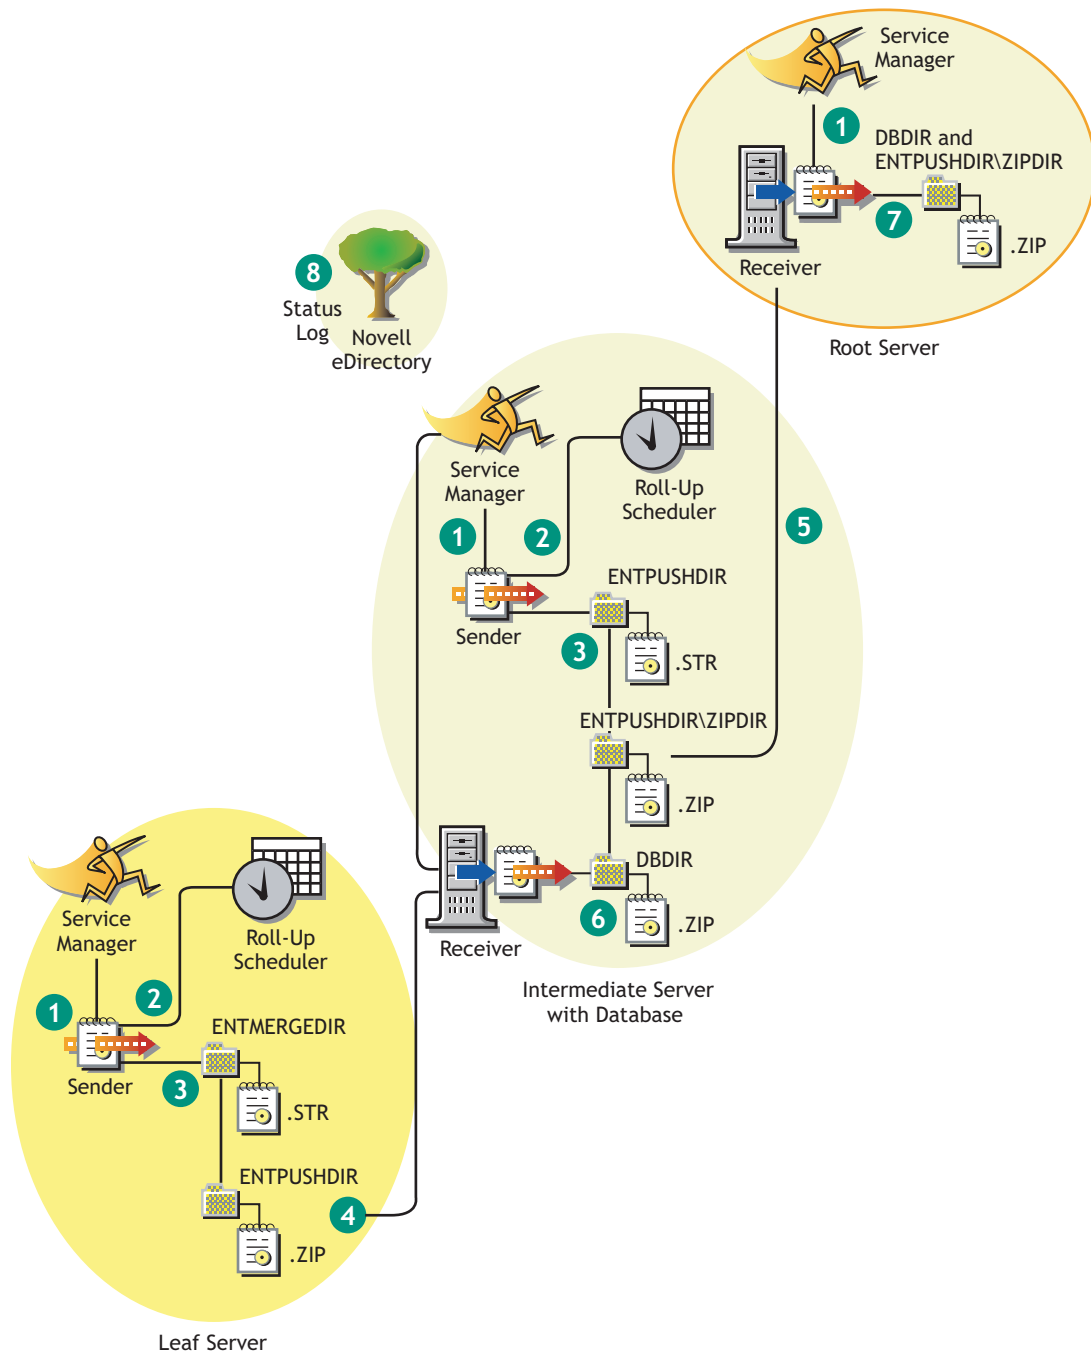 Service
Manager
1
DBDIR and
ENTPUSHDIR\ZIPDIR
7
.ZIP
Receiver
Root Server
8
Status
Log
Novell
eDirectory
Service
Manager
Roll-Up
Scheduler
1
2
5
ENTPUSHDIR
Sender
3
.STR
ENTPUSHDIR\ZIPDIR
.ZIP
DBDIR
6
.ZIP
Receiver
Intermediate Server
with Database
Service
Manager
Roll-Up
Scheduler
1
2
ENTMERGEDIR
Sender
3
.STR
ENTPUSHDIR
4
.ZIP
Leaf Server